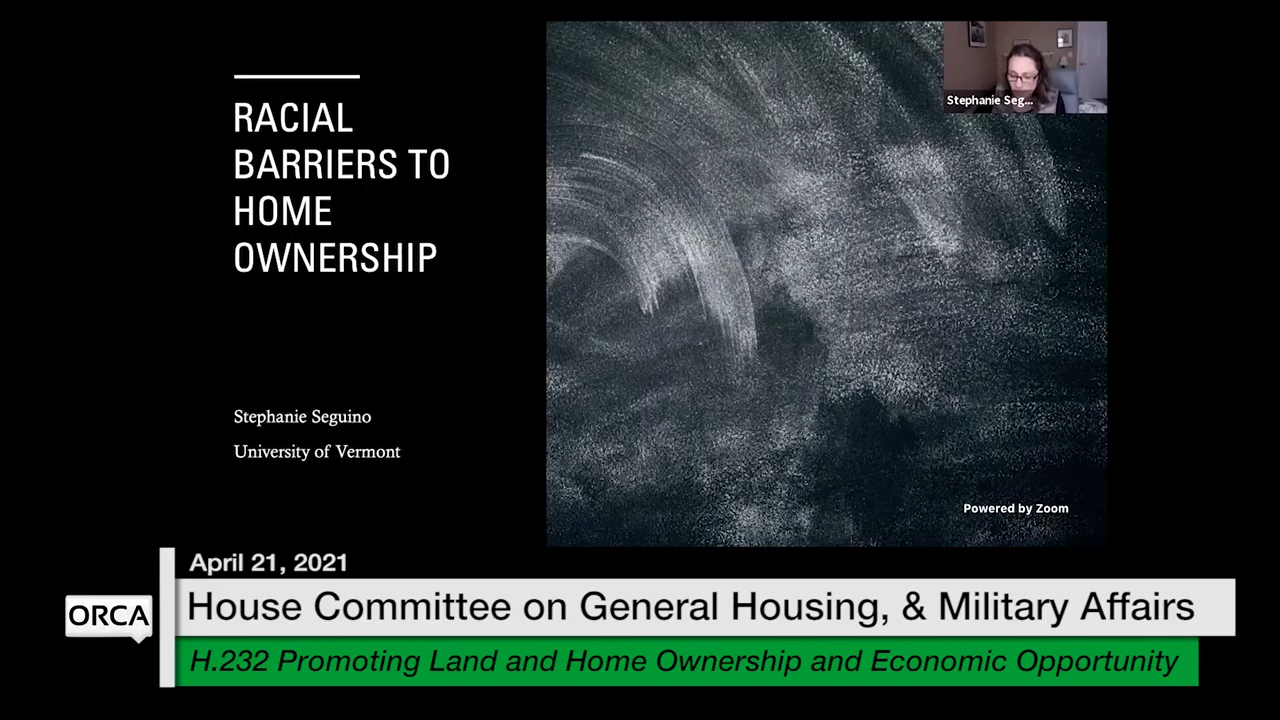 RACIAL
BARRIERS TO
HOME
OWNERSHIP
Stephanie Seguino
University of Vermont
Stephanie Seg...
Powered by Zoom
April 21, 2021
ORCA
House Committee on General Housing, & Military Affairs
H.232 Promoting Land and Home Ownership and Economic Opportunity